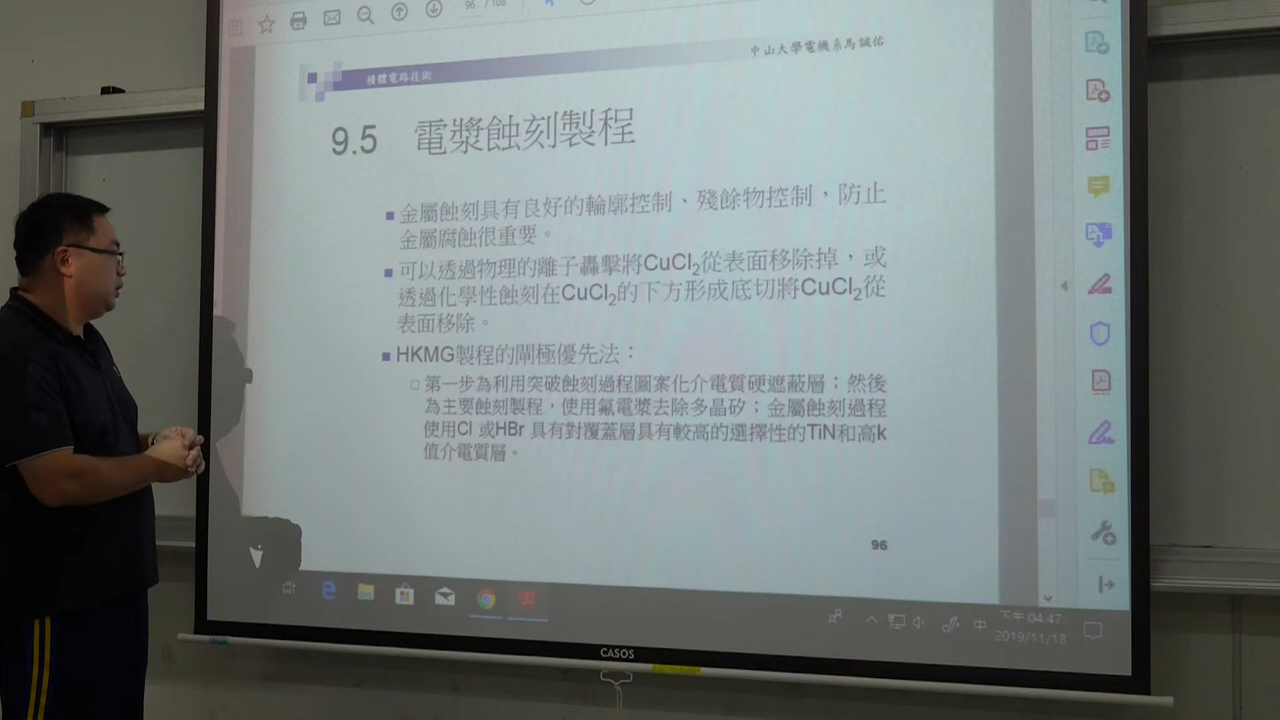 96 / 108
中山大學電機系馬誠佑
積體電路技術
9.5 電漿蝕刻製程
金屬蝕刻具有良好的輪廓控制、殘餘物控制，防止
金屬腐蝕很重要。
可以透過物理的離子轟擊將CuCl2從表面移除掉，或
透過化學性蝕刻在CuCl2的下方形成底切將CuCl2從
表面移除。
HKMG製程的閘極優先法：
第一步為利用突破蝕刻過程圖案化介電質硬遮蔽層；然後
為主要蝕刻製程，使用氟電漿去除多晶矽；金屬蝕刻過程
使用Cl 或HBr 具有對覆蓋層具有較高的選擇性的TiN和高k
值介電質層。
96
中
下午 04:47
2019/11/18
CASOS